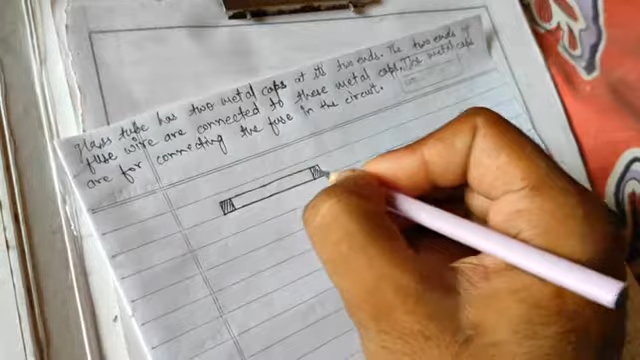 glass tube has two metal caps at its two ends. The two ends of
fuse wire are connected to these metal caps. The metal caps
are for connecting the fuse in the circuit.